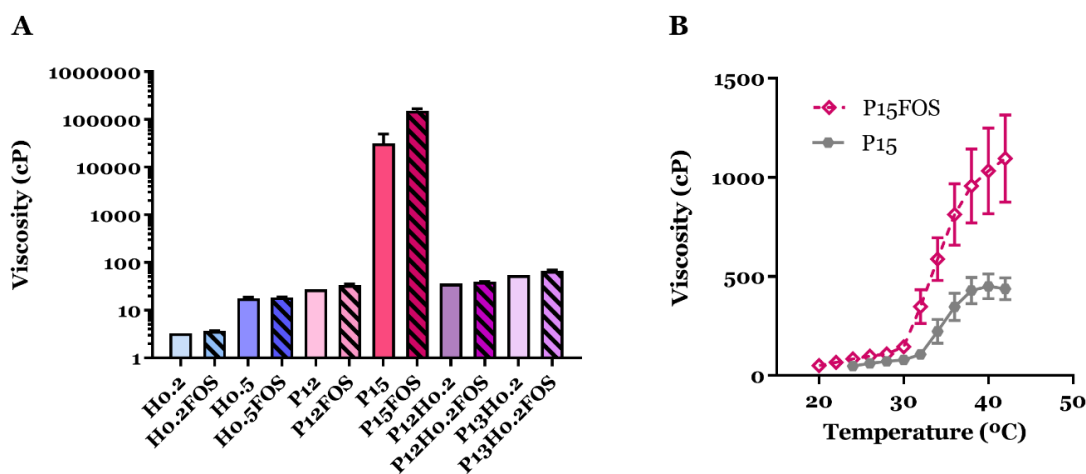 A
Viscosity (cP)
1000000
100000
10000
1000
100
10
1
H0.2
H0.2FOS
H0.5
H0.5FOS
P12
P12FOS
P15
P15FOS
P12H0.2
P12H0.2FOS
P13H0.2
P13H0.2FOS
B
Viscosity (cP)
1500
1000
500
0
P15FOS
P15
20 30 40 50
Temperature (ºC)